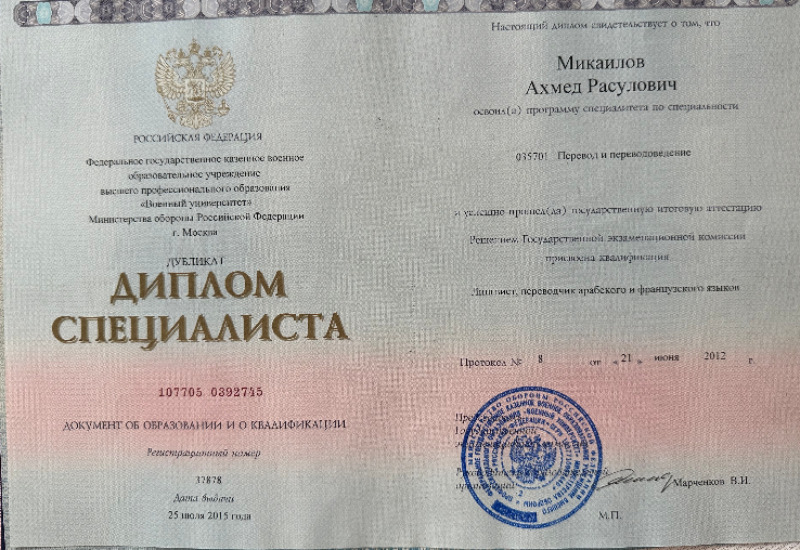 РОССИЙСКАЯ ФЕДЕРАЦИЯ
Федеральное государственное казенное военное
образовательное учреждение
высшего профессионального образования
«Военный университет»
Министерства обороны Российской Федерации
г. Москва
ДУБЛИКАТ
ДИПЛОМ
СПЕЦИАЛИСТА
107705 0392745
ДОКУМЕНТ ОБ ОБРАЗОВАНИИ И О КВАЛИФИКАЦИИ
Регистрационный номер
37878
Дата выдачи
25 июля 2015 года
Настоящий диплом свидетельствует о том, что
Микаилов
Ахмед Расулович
освоил(а) программу специалитета по специальности
035701 Перевод и переводоведение
и успешно прошел(ла) государственную итоговую аттестацию
Решением Государственной экзаменационной комиссии
присвоена квалификация
Лингвист, переводчик арабского и французского языков
Протокол № 8 от « 21 » июня 2012 г.
Марченков В.И.
М.П.